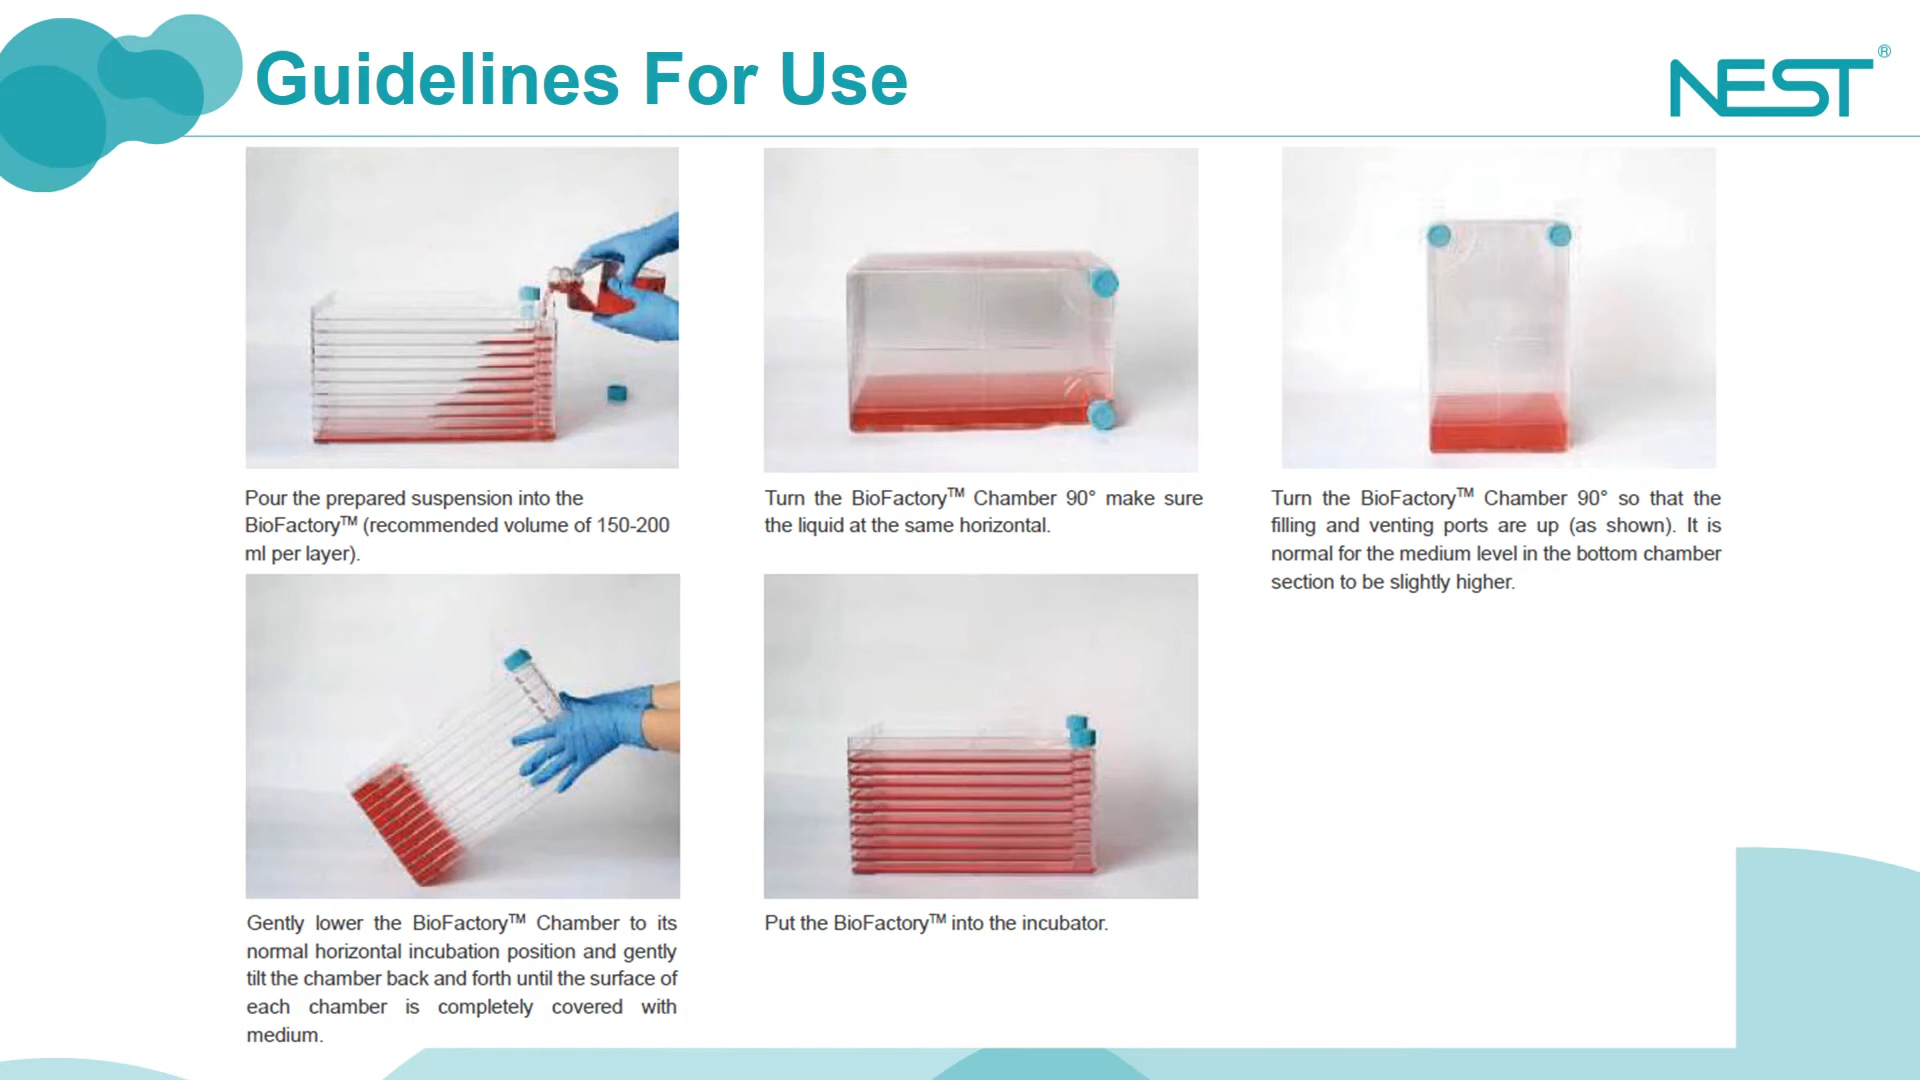 Guidelines For Use
NEST®
Pour the prepared suspension into the
BioFactory™ (recommended volume of 150-200
ml per layer).
Turn the BioFactory™ Chamber 90° make sure
the liquid at the same horizontal.
Turn the BioFactory™ Chamber 90° so that the
filling and venting ports are up (as shown). It is
normal for the medium level in the bottom chamber
section to be slightly higher.
Gently lower the BioFactory™ Chamber to its
normal horizontal incubation position and gently
tilt the chamber back and forth until the surface of
each chamber is completely covered with
medium.
Put the BioFactory™ into the incubator.